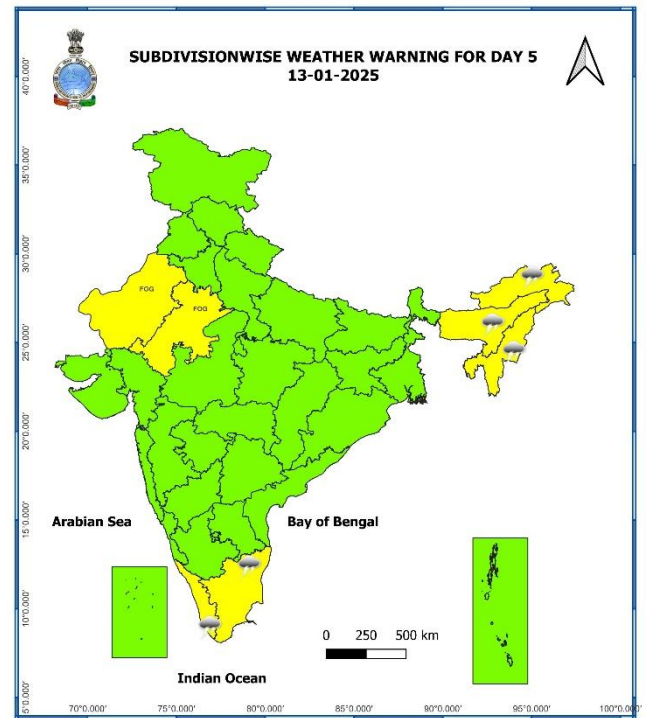 SUBDIVISIONWISE WEATHER WARNING FOR DAY 5
13-01-2025
40°0.000'
35°0.000'
30°0.000'
25°0.000'
20°0.000'
15°0.000'
10°0.000'
5°0.000'
FOG
FOG
Arabian Sea
Bay of Bengal
0 250 500 km
Indian Ocean
70°0.000' 75°0.000' 80°0.000' 85°0.000' 90°0.000' 95°0.000' 100°0.000'